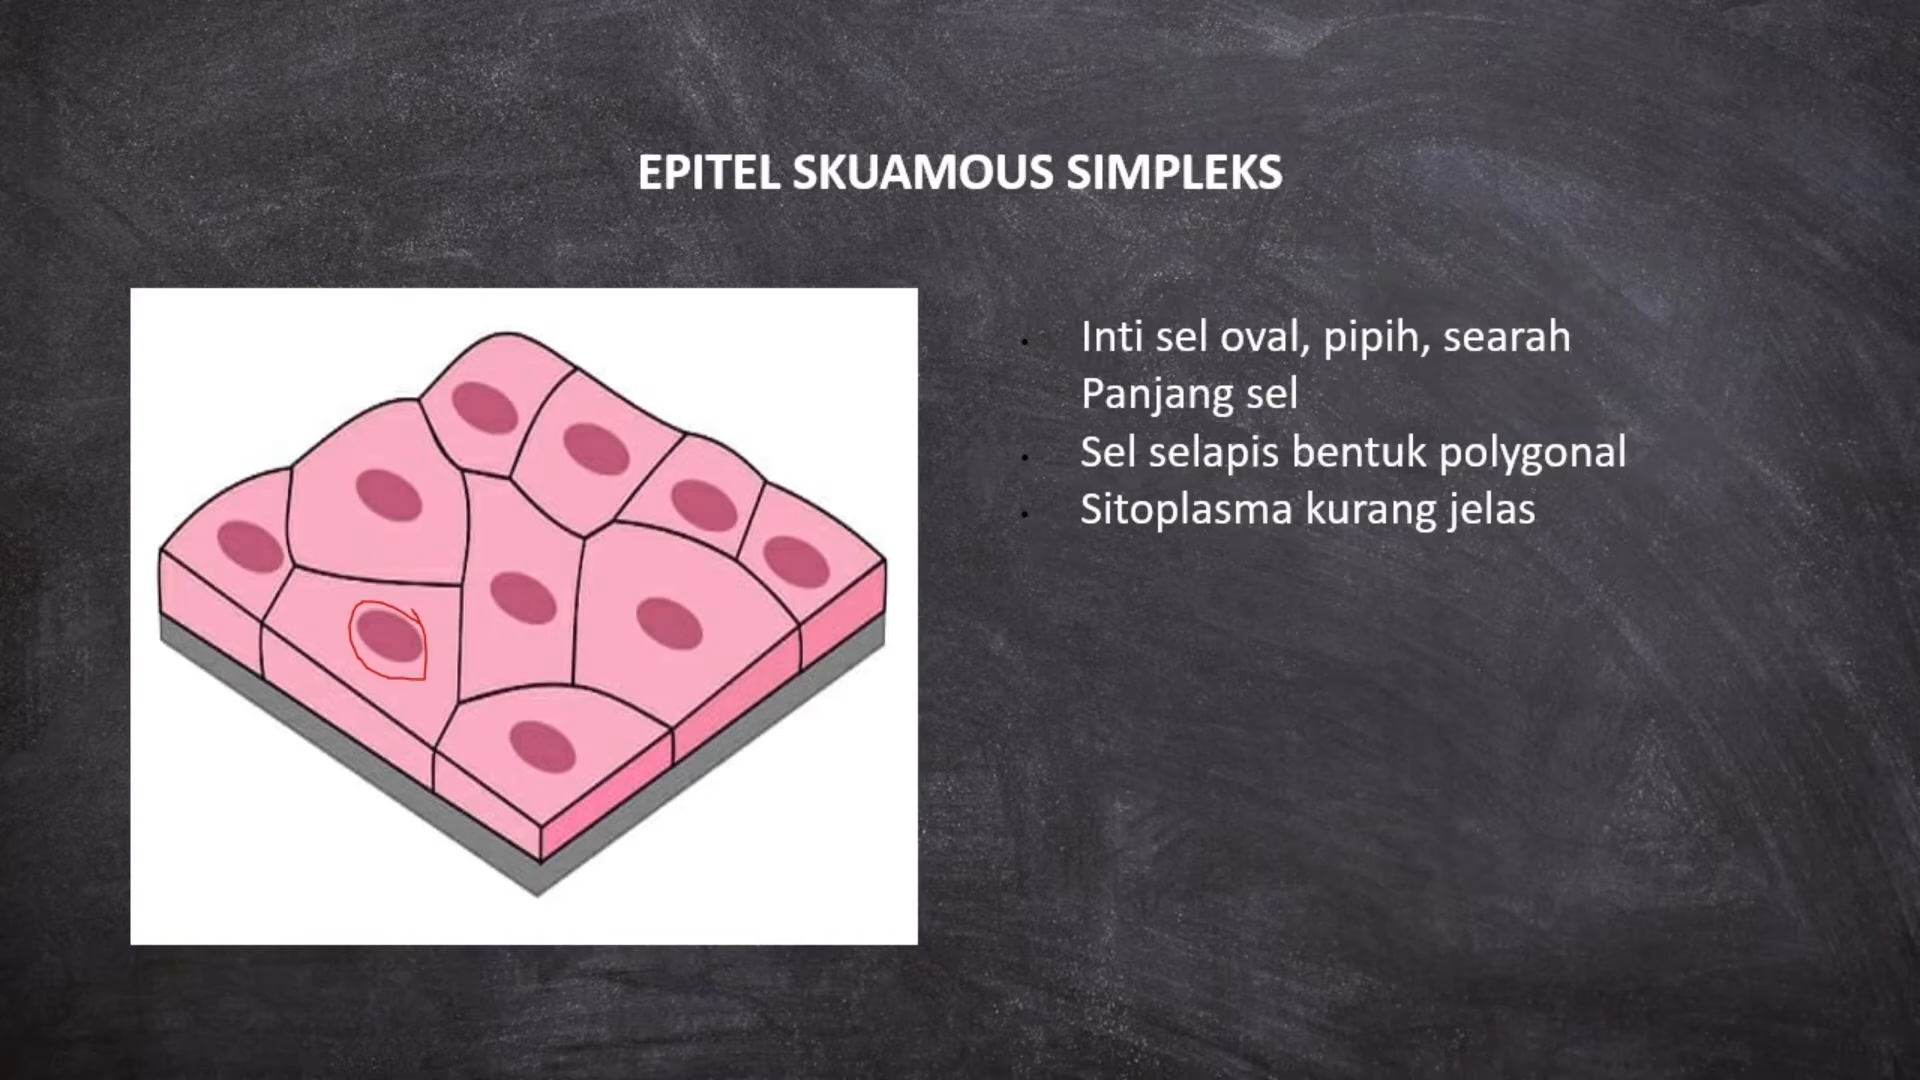 EPITEL SKUAMOUS SIMPLEKS
Inti sel oval, pipih, searah
Panjang sel
Sel selapis bentuk polygonal
Sitoplasma kurang jelas